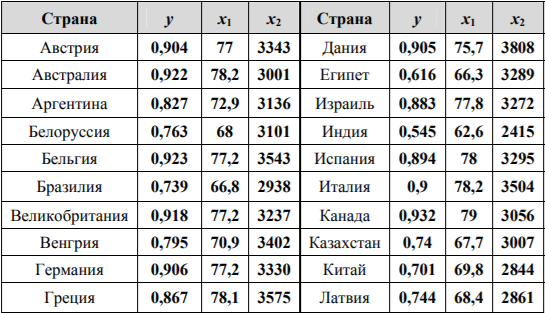 Страна y x1 x2 Страна y x1 x2
Австрия 0,904 77 3343 Дания 0,905 75,7 3808
Австралия 0,922 78,2 3001 Египет 0,616 66,3 3289
Аргентина 0,827 72,9 3136 Израиль 0,883 77,8 3272
Белоруссия 0,763 68 3101 Индия 0,545 62,6 2415
Бельгия 0,923 77,2 3543 Испания 0,894 78 3295
Бразилия 0,739 66,8 2938 Италия 0,9 78,2 3504
Великобритания 0,918 77,2 3237 Канада 0,932 79 3056
Венгрия 0,795 70,9 3402 Казахстан 0,74 67,7 3007
Германия 0,906 77,2 3330 Китай 0,701 69,8 2844
Греция 0,867 78,1 3575 Латвия 0,744 68,4 2861